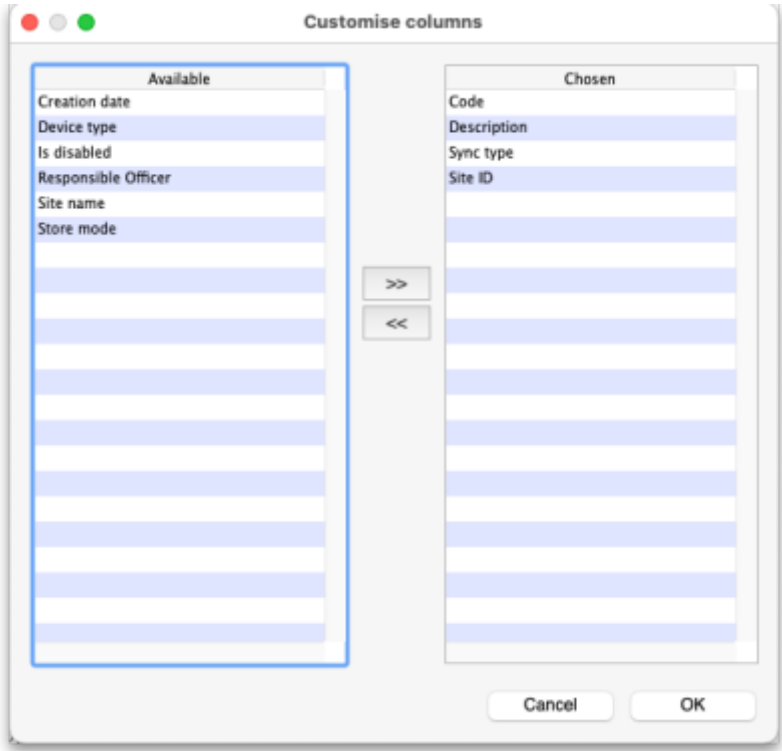 Customise columns
Available
Creation date
Device type
Is disabled
Responsible Officer
Site name
Store mode
>>
<<
Chosen
Code
Description
Sync type
Site ID
Cancel
OK